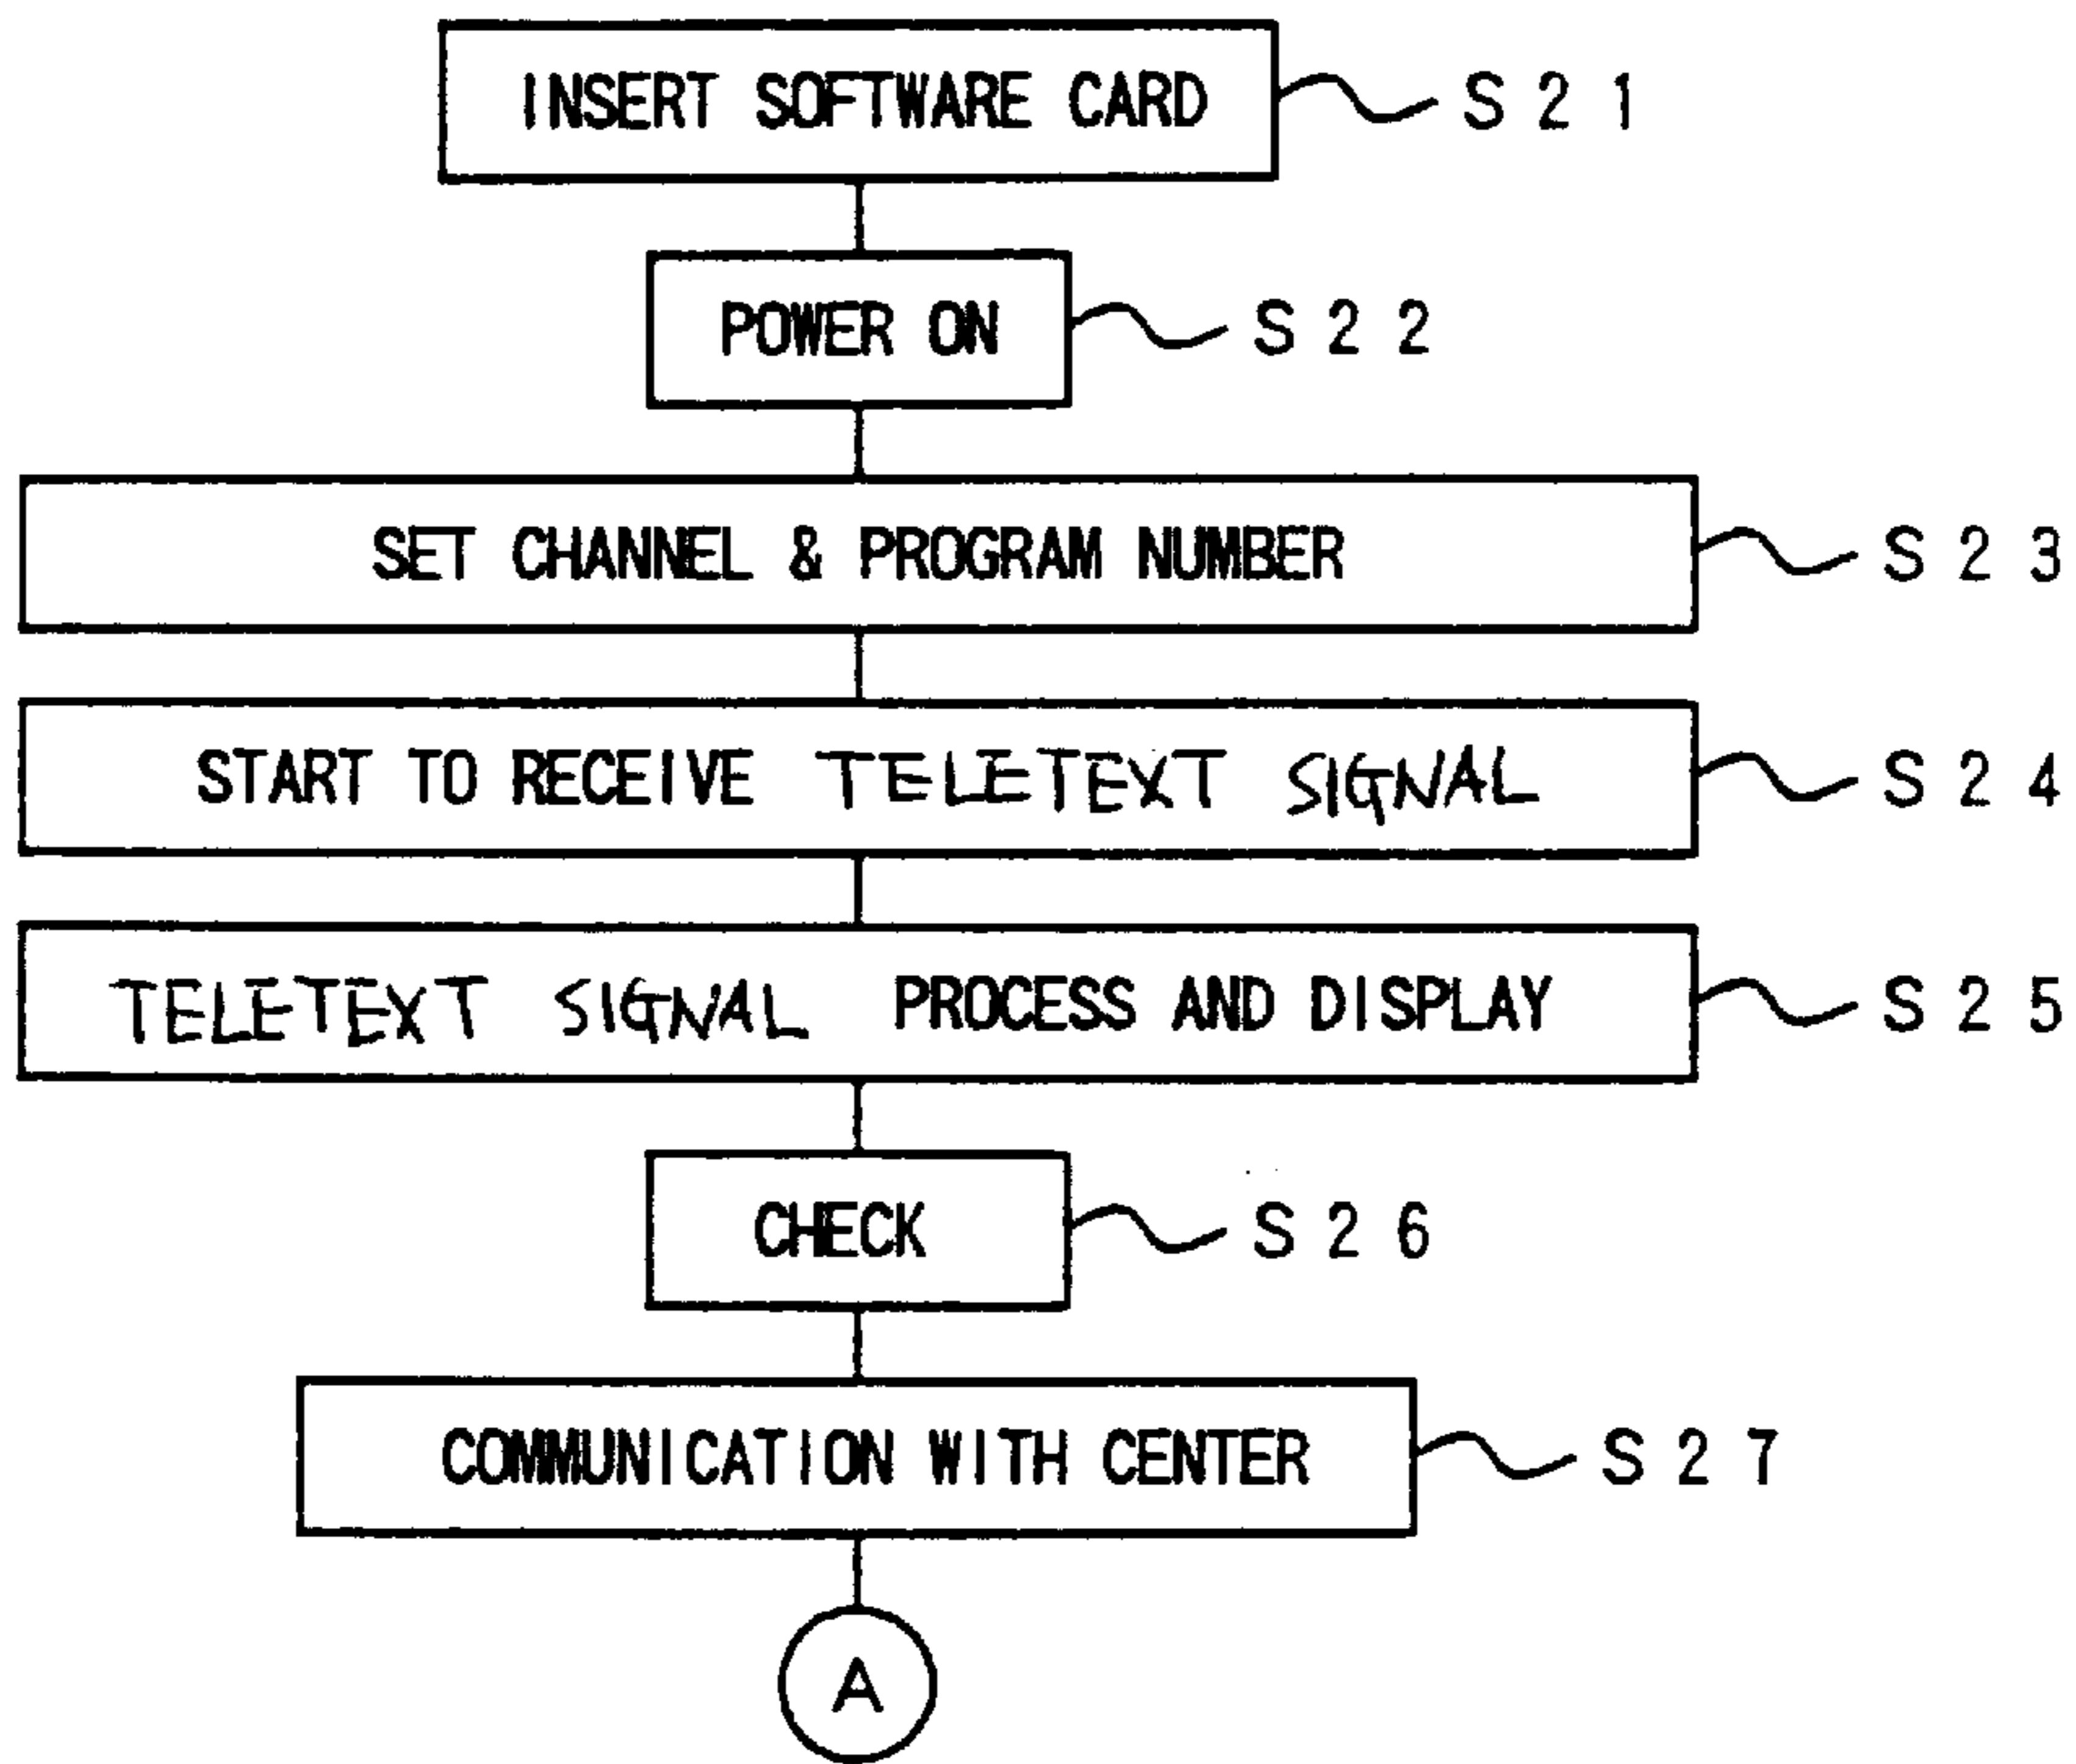 INSERT SOFTWARE CARD S21
POWER ON S22
SET CHANNEL & PROGRAM NUMBER S23
START TO RECEIVE TELETEXT SIGNAL S24
TELETEXT SIGNAL PROCESS AND DISPLAY S25
CHECK S26
COMMUNICATION WITH CENTER S27
A